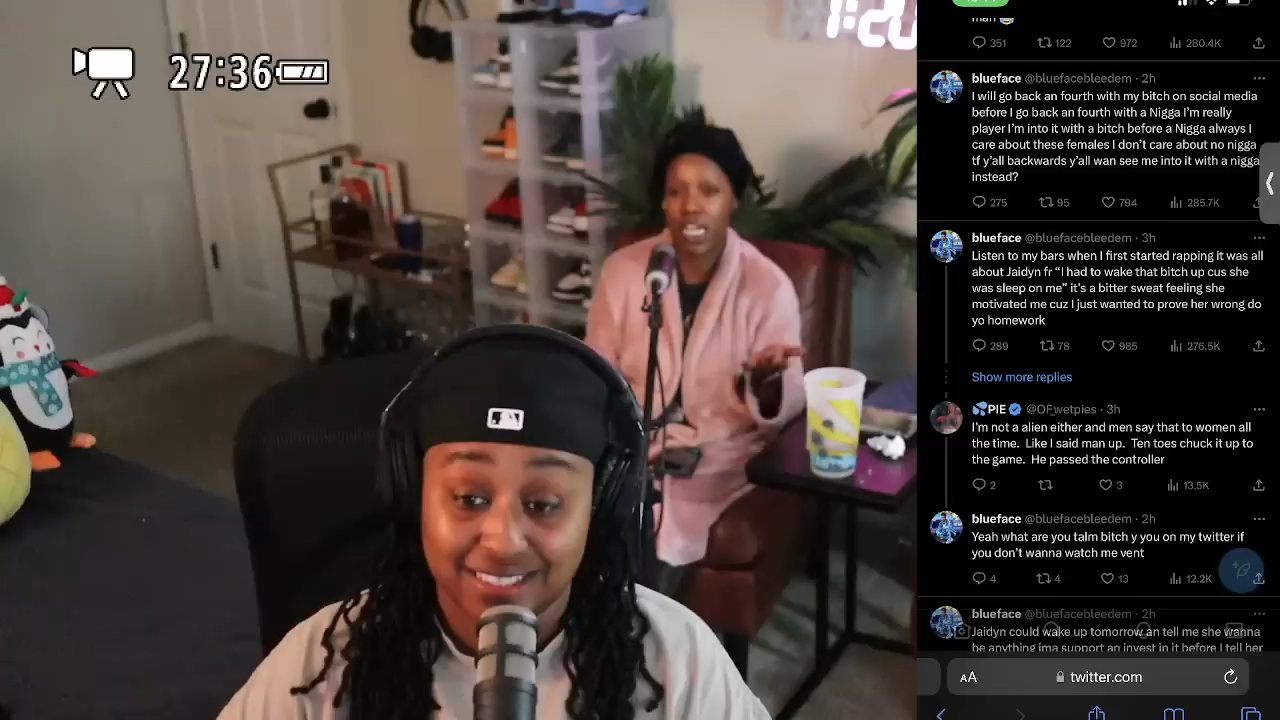 27:36
1:20
351 122 972 280.4K
blueface @bluefacebleedem · 2h
I will go back an fourth with my bitch on social media
before I go back an fourth with a Nigga I'm really
player I'm into it with a bitch before a Nigga always I
care about these females I don't care about no nigga
tf y'all backwards y'all wan see me into it with a nigga
instead?
275 95 794 285.7K
blueface @bluefacebleedem · 3h
Listen to my bars when I first started rapping it was all
about Jaidyn fr “I had to wake that bitch up cus she
was sleep on me” it's a bitter sweat feeling she
motivated me cuz I just wanted to prove her wrong do
yo homework
289 78 985 276.5K
Show more replies
PIE @OFwetpies · 3h
I'm not a alien either and men say that to women all
the time. Like I said man up. Ten toes chuck it up to
the game. He passed the controller
2 3 13.5K
blueface @bluefacebleedem · 2h
Yeah what are you talm bitch y you on my twitter if
you don't wanna watch me vent
4 4 13 12.2K
blueface @bluefacebleedem · 2h
Jaidyn could wake up tomorrow an tell me she wanna
be anything ima support an invest in it before I tell her
AA twitter.com